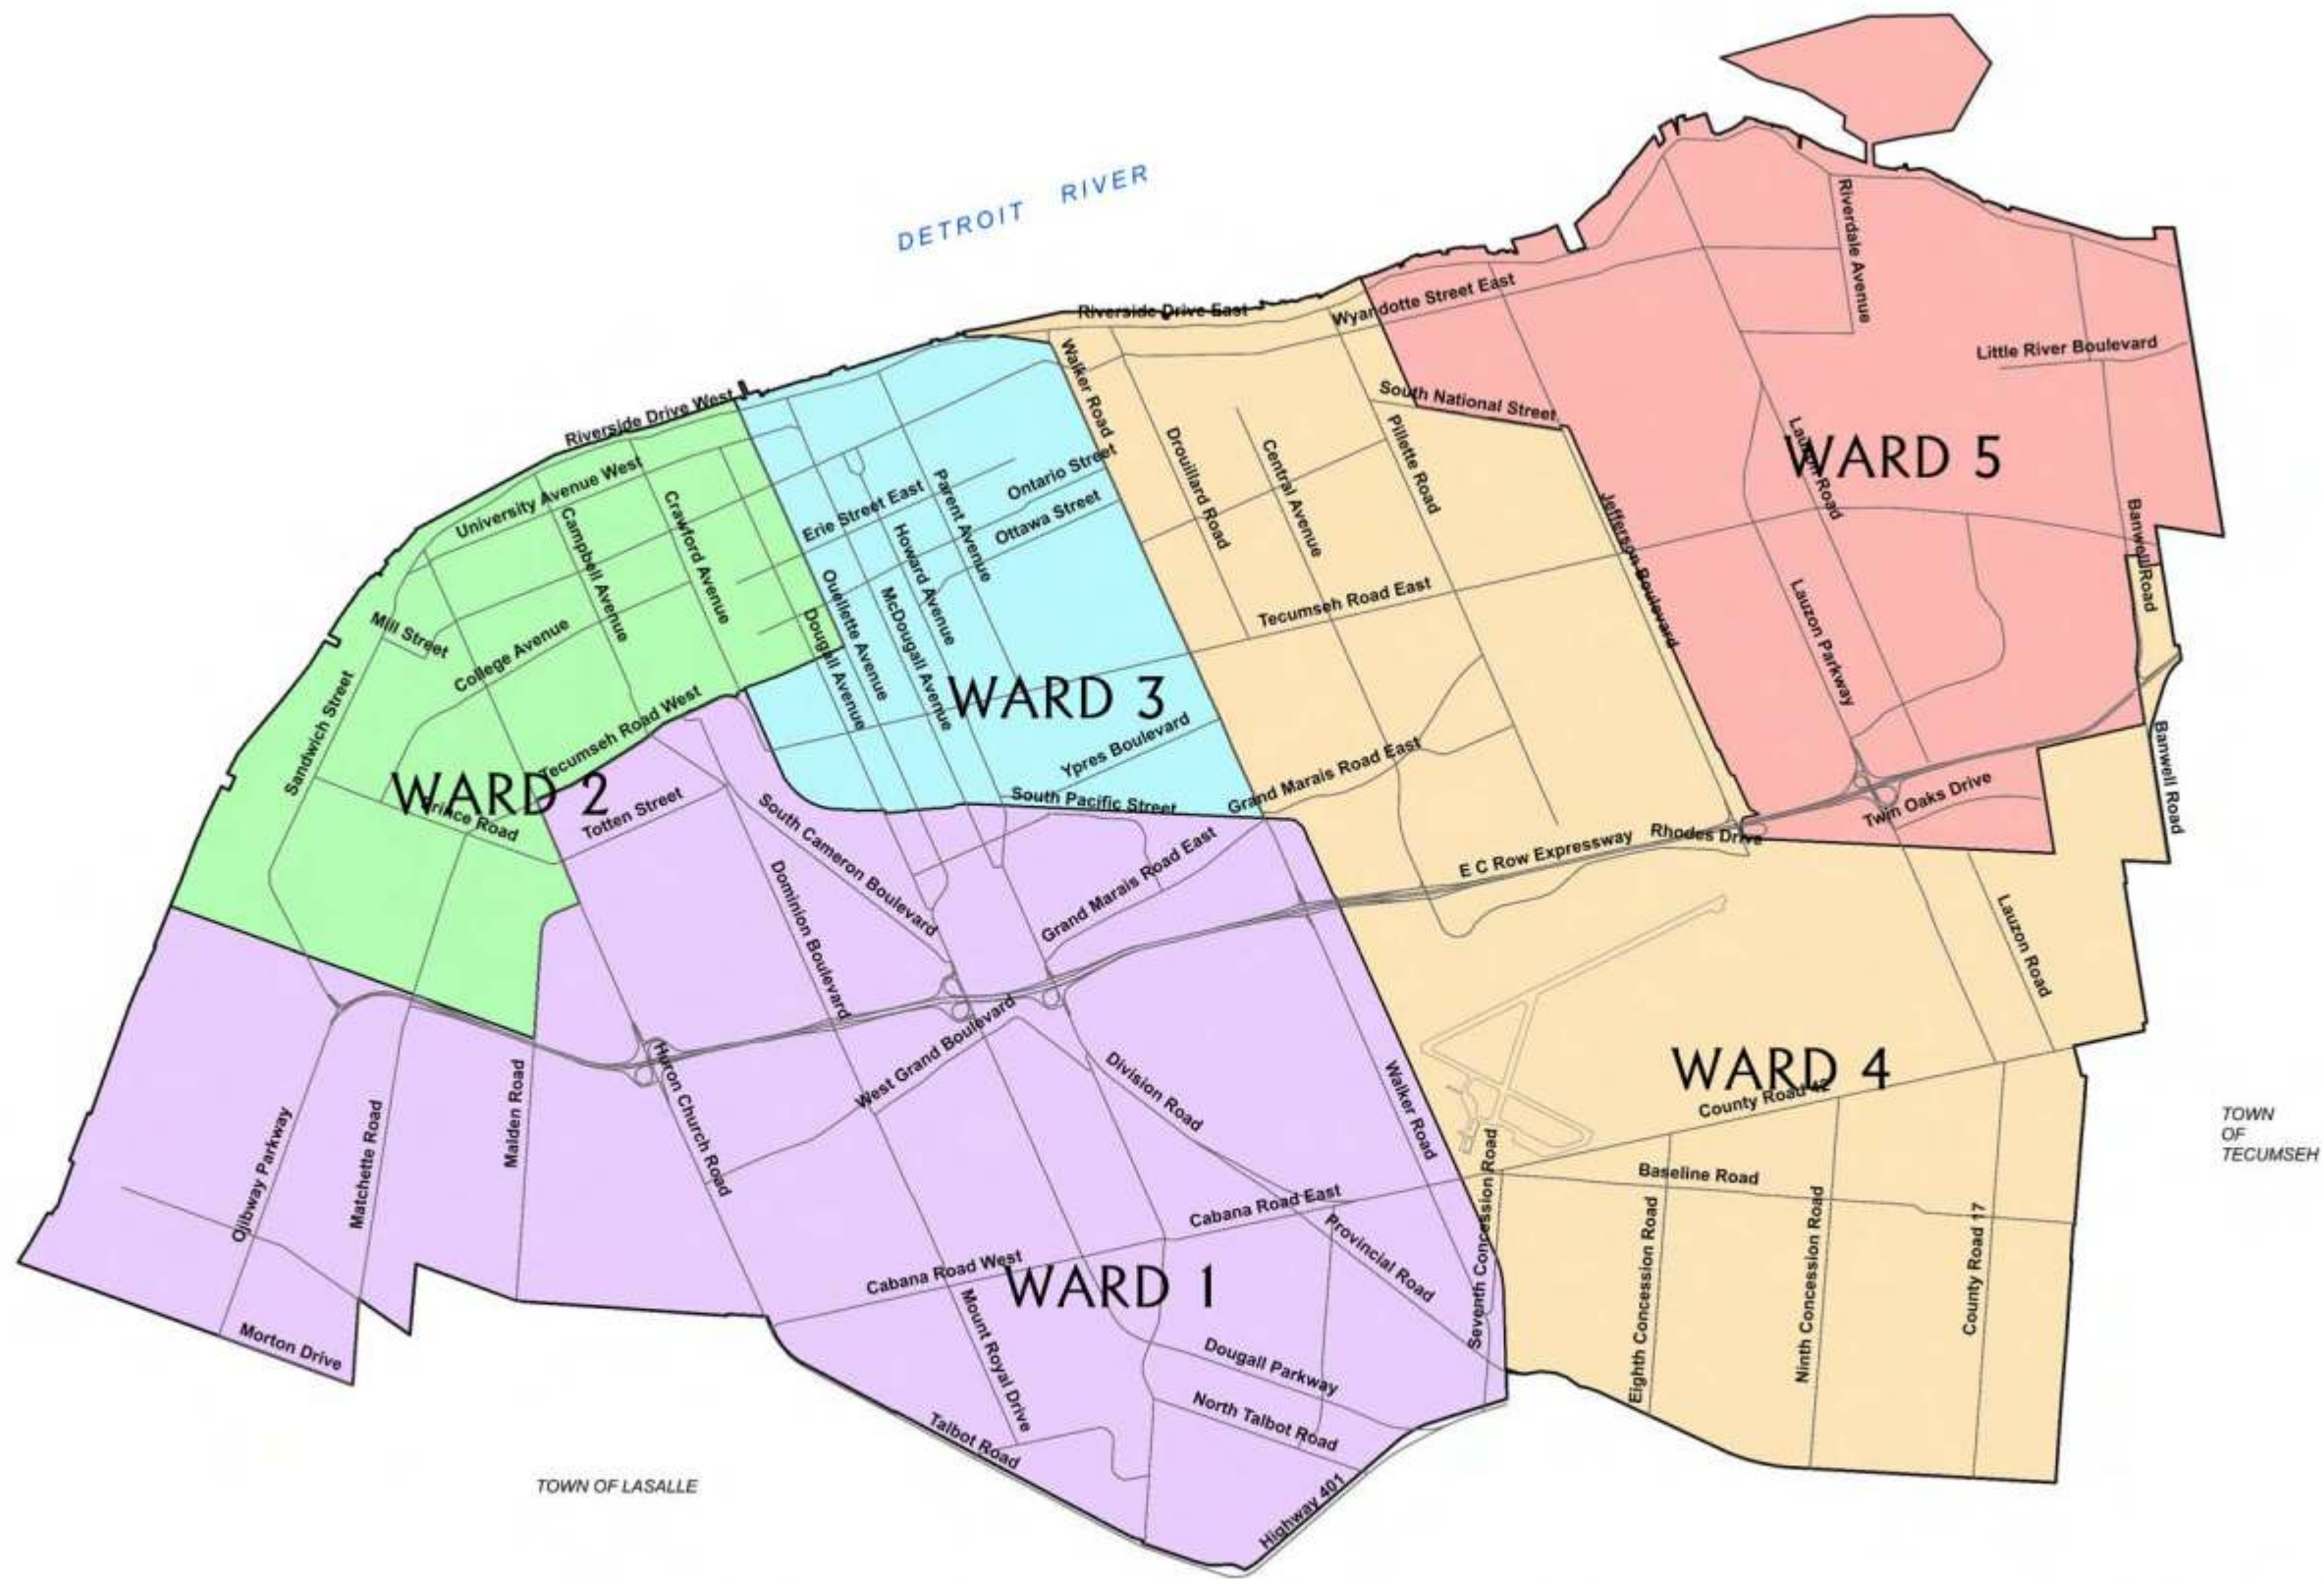 DETROIT RIVER
Riverside Drive East
Wyandotte Street East
Riverdale Avenue
Little River Boulevard
Riverside Drive West
Walker Road
South National Street
WARD 5
Lauzon Road
University Avenue West
Campbell Avenue
Crawford Avenue
Erie Street East
Parent Avenue
Ontario Street
Ottawa Street
Howard Avenue
Drouillard Road
Central Avenue
Pillette Road
Jefferson Boulevard
Banwell Road
Mill Street
College Avenue
Ouellette Avenue
McDougall Avenue
Dougall Avenue
Tecumseh Road East
Lauzon Parkway
Sandwich Street
Tecumseh Road West
WARD 3
Ypres Boulevard
Grand Marais Road East
Banwell Road
WARD 2
Prince Road
Totten Street
South Cameron Boulevard
South Pacific Street
Grand Marais Road East
E C Row Expressway
Rhodes Drive
Twin Oaks Drive
Dominion Boulevard
Lauzon Road
West Grand Boulevard
Huron Church Road
Division Road
Walker Road
WARD 4
County Road 42
TOWN
OF
TECUMSEH
Ojibway Parkway
Matchette Road
Malden Road
Baseline Road
Cabana Road East
Cabana Road West
WARD 1
Provincial Road
Seventh Concession Road
Eighth Concession Road
Ninth Concession Road
County Road 17
Morton Drive
Mount Royal Drive
Dougall Parkway
North Talbot Road
Talbot Road
Highway 401
TOWN OF LASALLE